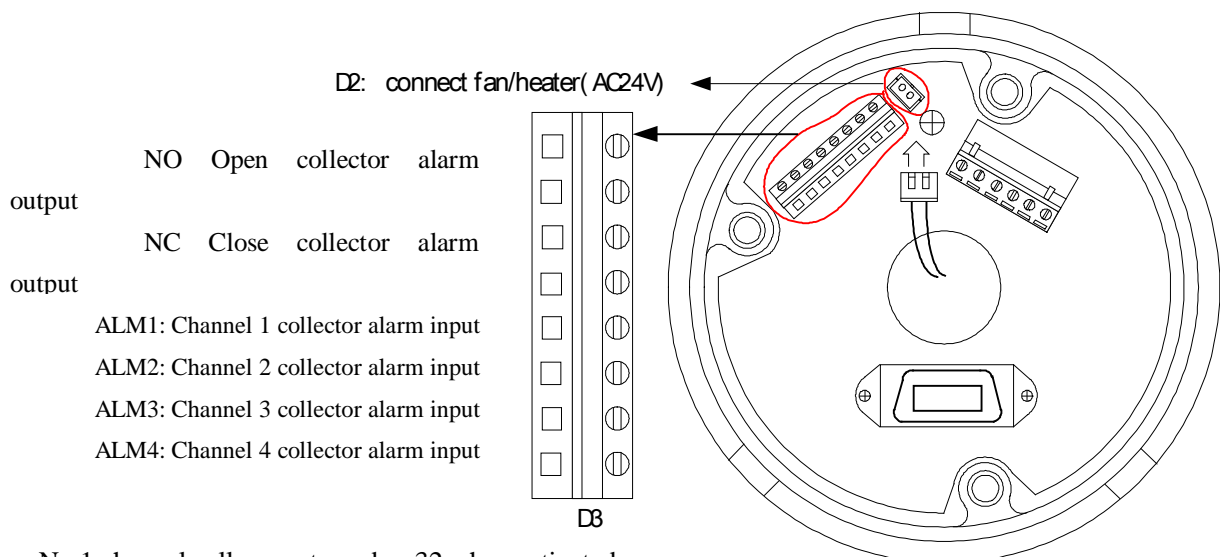 D2: connect fan/heater( AC24V)
NO Open collector alarm
output
NC Close collector alarm
output
ALM1: Channel 1 collector alarm input
ALM2: Channel 2 collector alarm input
ALM3: Channel 3 collector alarm input
ALM4: Channel 4 collector alarm input
D3